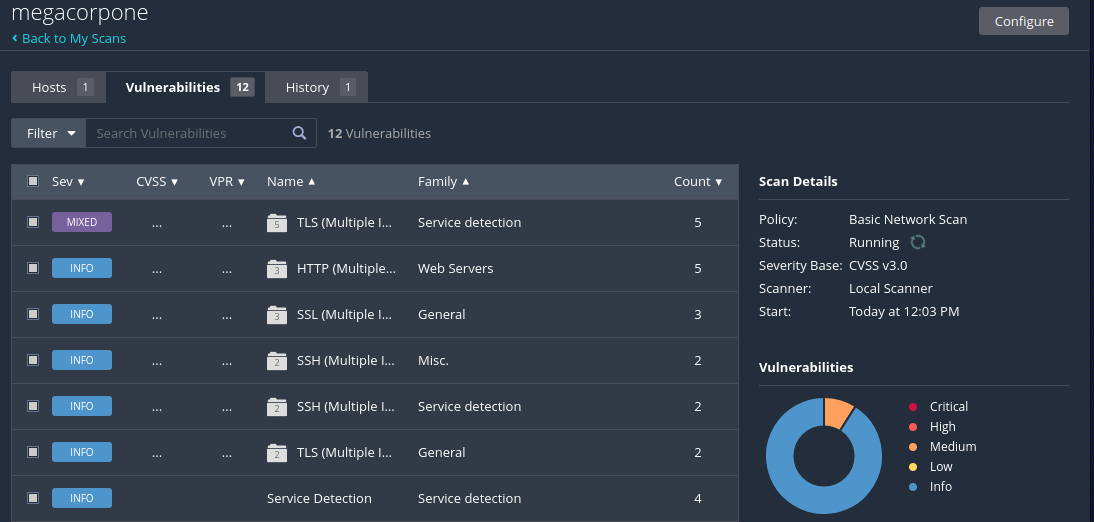 megacorpone
Configure
Back to My Scans
Hosts 1 Vulnerabilities 12 History 1
Filter Search Vulnerabilities 12 Vulnerabilities
Sev CVSS VPR Name Family Count
MIXED ... ... 5 TLS (Multiple I... Service detection 5
INFO ... ... 3 HTTP (Multiple... Web Servers 5
INFO ... ... 3 SSL (Multiple I... General 3
INFO ... ... 2 SSH (Multiple I... Misc. 2
INFO ... ... 2 SSH (Multiple I... Service detection 2
INFO ... ... 2 TLS (Multiple I... General 2
INFO Service Detection Service detection 4
Scan Details
Policy: Basic Network Scan
Status: Running
Severity Base: CVSS v3.0
Scanner: Local Scanner
Start: Today at 12:03 PM
Vulnerabilities
Critical
High
Medium
Low
Info